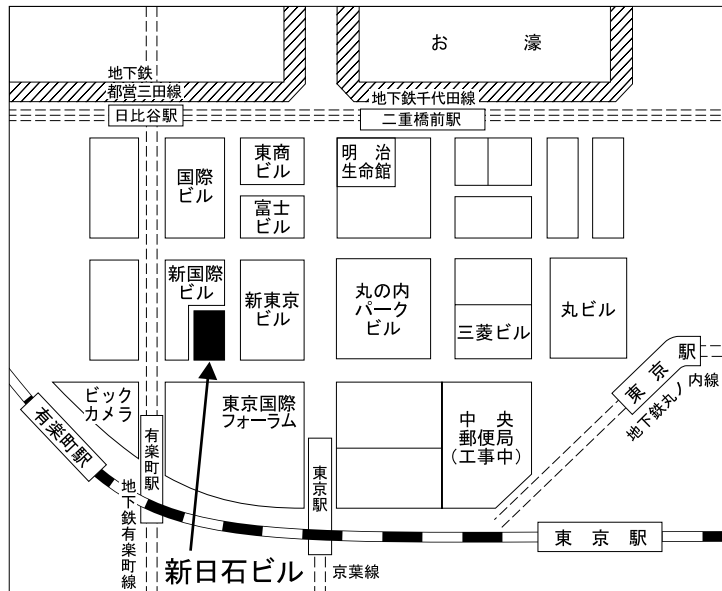 お 濠
地下鉄
都営三田線
地下鉄千代田線
日比谷駅
二重橋前駅
国際
ビル
東商
ビル
明 治
生命館
富士
ビル
新国際
ビル
新東京
ビル
丸の内
パーク
ビル
三菱ビル
丸ビル
東京駅
地下鉄丸ノ内線
ビック
カメラ
有楽町駅
有楽町駅
東京国際
フォーラム
東京駅
中 央
郵便局
(工事中)
地下鉄有楽町線
東 京 駅
新日石ビル
京葉線